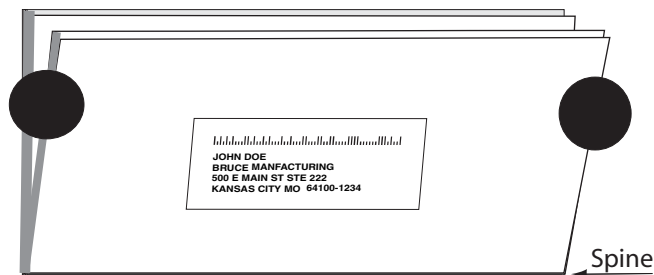 JOHN DOE
BRUCE MANFACTURING
500 E MAIN ST STE 222
KANSAS CITY MO 64100-1234
Spine